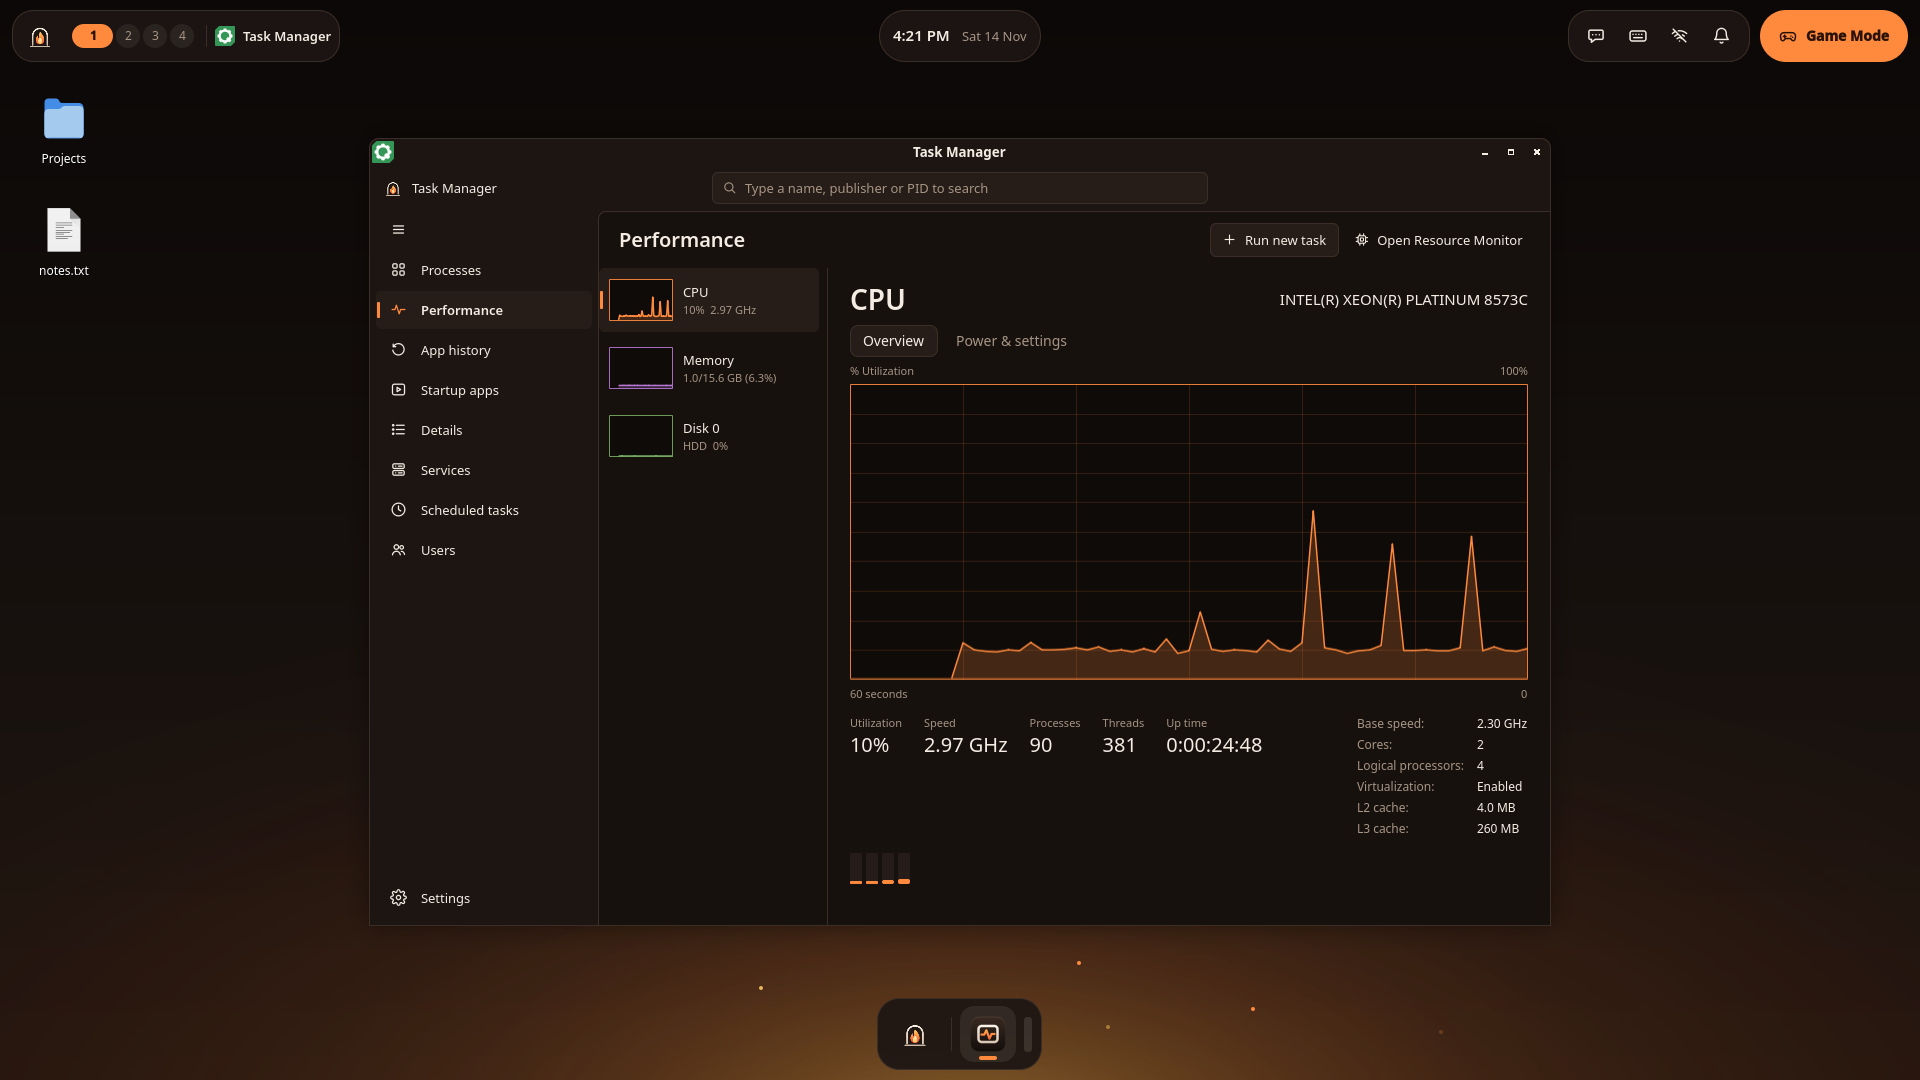 1 2 3 4 Task Manager
4:21 PM Sat 14 Nov
Game Mode
Projects
notes.txt
Task Manager
Task Manager
Type a name, publisher or PID to search
Processes
Performance
App history
Startup apps
Details
Services
Scheduled tasks
Users
Settings
Performance
Run new task
Open Resource Monitor
CPU
10% 2.97 GHz
Memory
1.0/15.6 GB (6.3%)
Disk 0
HDD 0%
CPU
INTEL(R) XEON(R) PLATINUM 8573C
Overview
Power & settings
% Utilization
100%
60 seconds
0
Utilization
10%
Speed
2.97 GHz
Processes
90
Threads
381
Up time
0:00:24:48
Base speed: 2.30 GHz
Cores: 2
Logical processors: 4
Virtualization: Enabled
L2 cache: 4.0 MB
L3 cache: 260 MB